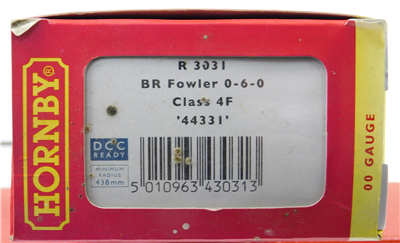 HORNBY®
R 3031
BR Fowler 0-6-0
Class 4F
'44331'
DCC
READY
MINIMUM
RADIUS
438mm
5 010963 430313
00 GAUGE